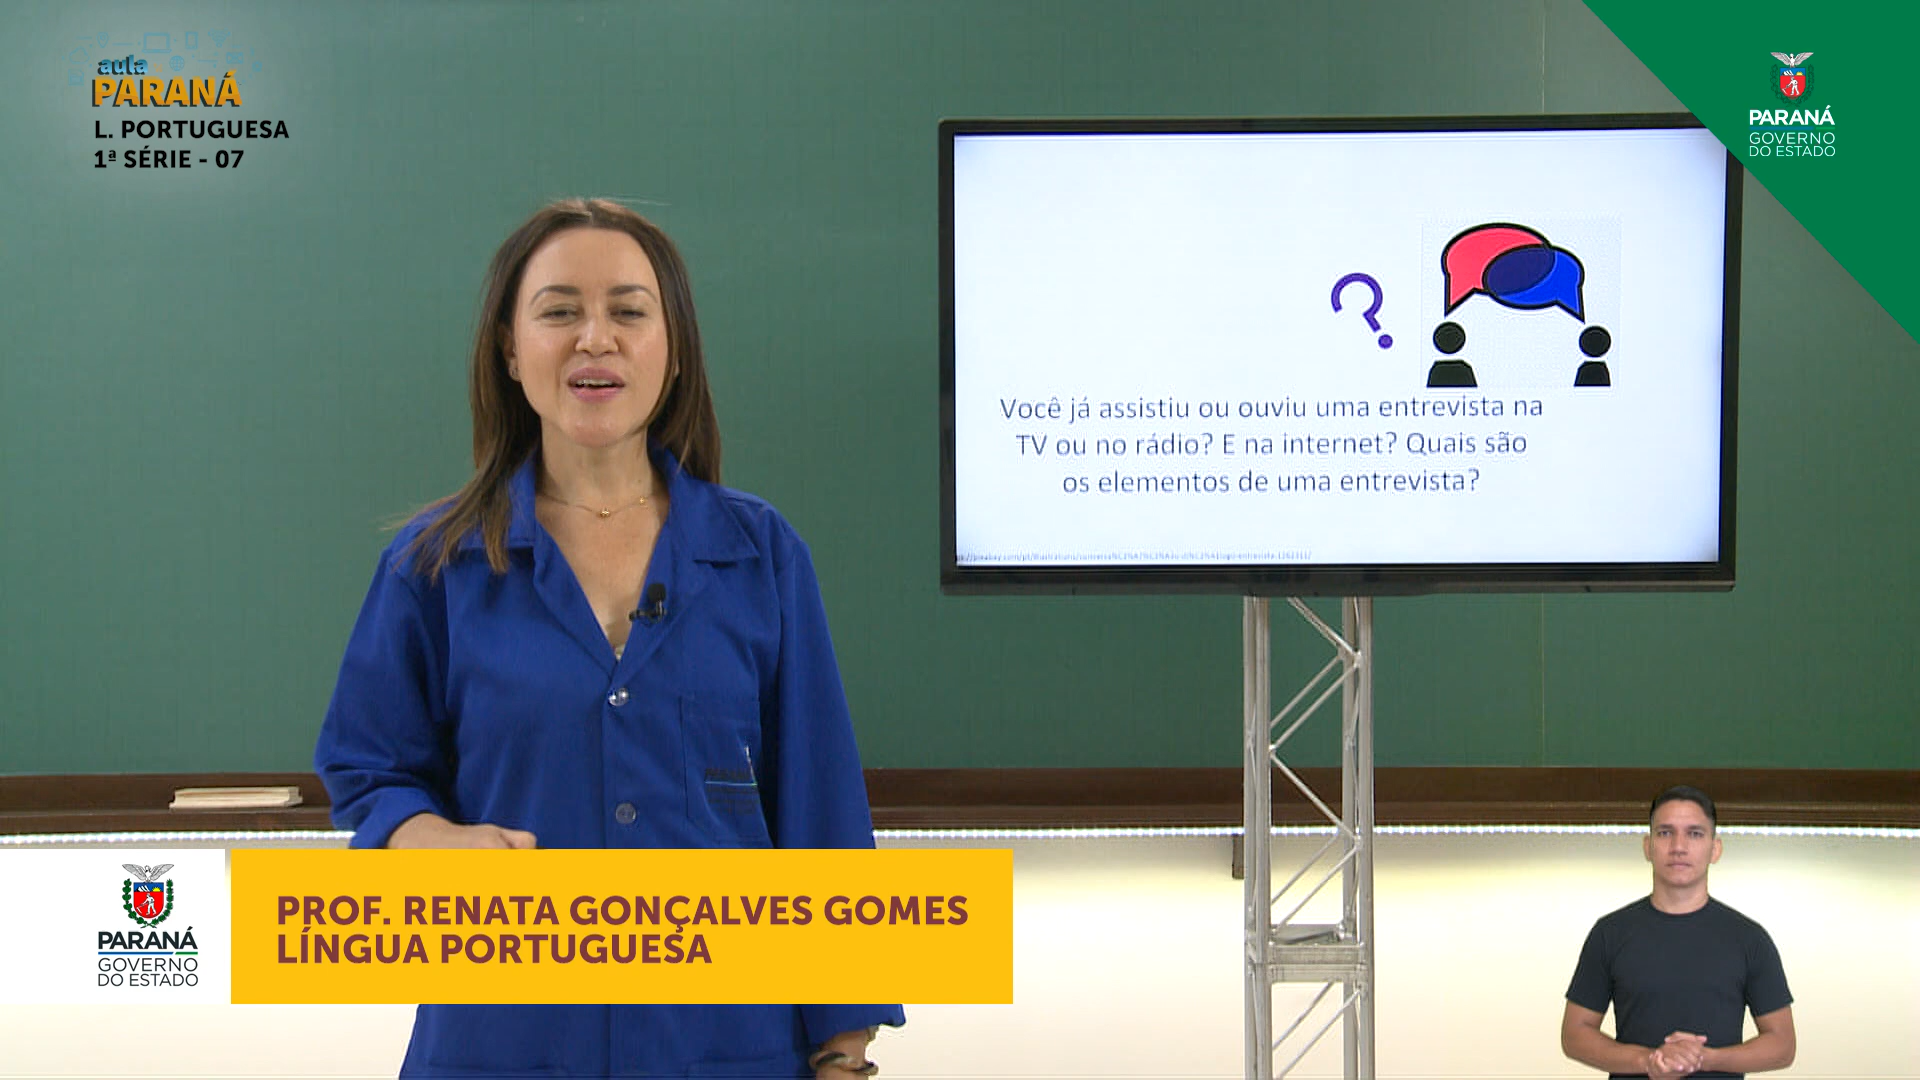 aula
PARANÁ
L. PORTUGUESA
1ª SÉRIE - 07
PARANÁ
GOVERNO
DO ESTADO
Você já assistiu ou ouviu uma entrevista na
TV ou no rádio? E na internet? Quais são
os elementos de uma entrevista?
PARANÁ
GOVERNO
DO ESTADO
PROF. RENATA GONÇALVES GOMES
LÍNGUA PORTUGUESA